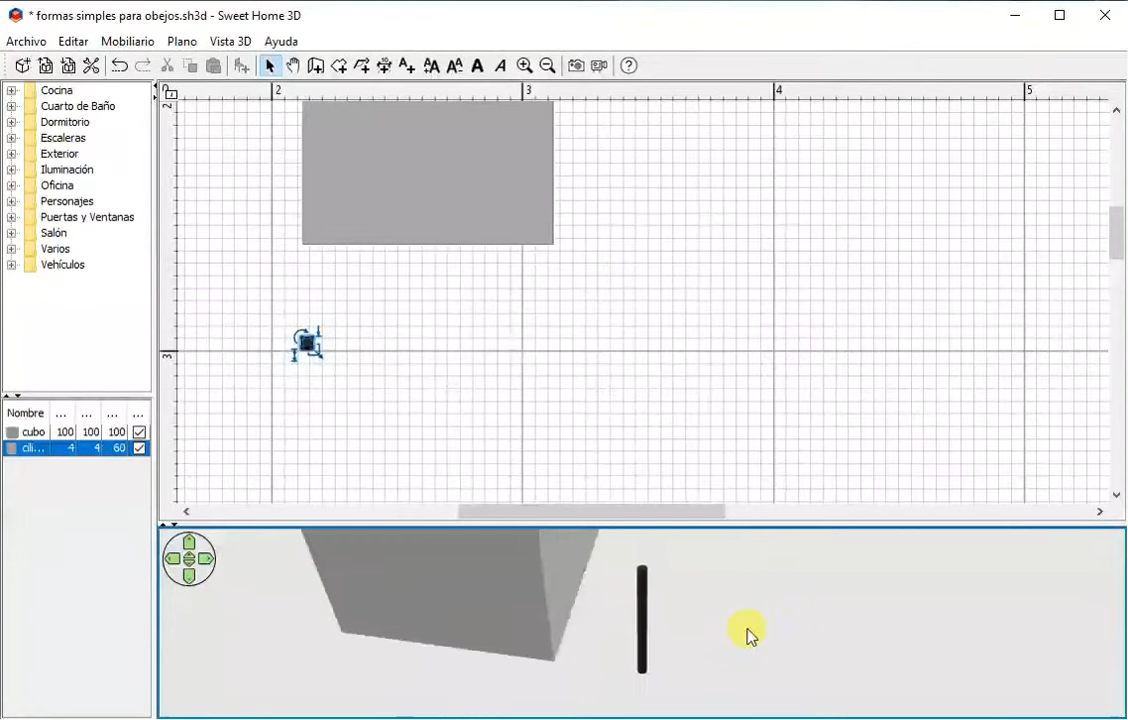 * formas simples para obejos.sh3d - Sweet Home 3D
Archivo Editar Mobiliario Plano Vista 3D Ayuda
2 3 4 5
2
3
Cocina
Cuarto de Baño
Dormitorio
Escaleras
Exterior
Iluminación
Oficina
Personajes
Puertas y Ventanas
Salón
Varios
Vehículos
Nombre ... ... ... ...
cubo 100 100 100
cili... 4 4 60